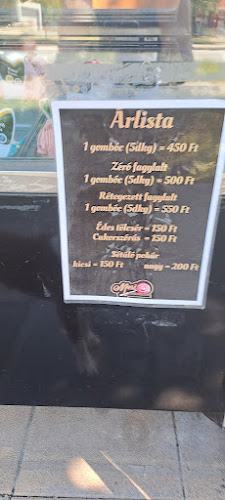 Árlista
1 gombóc (5dkg) = 450 Ft
Zéró fagylalt
1 gombóc (5dkg) = 500 Ft
Rétegezett fagylalt
1 gombóc (5dkg) = 550 Ft
Édes tölcsér = 150 Ft
Cukorszórás = 150 Ft
Sétáló pohár
kicsi = 150 Ft nagy = 200 Ft